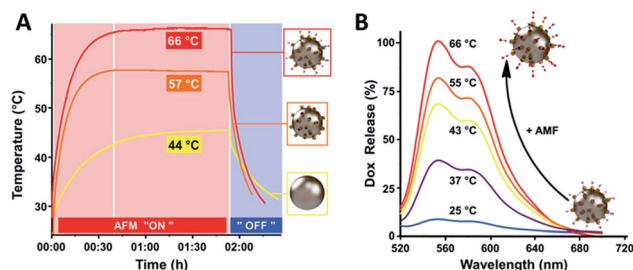 A
Temperature (°C)
60
50
40
30
66 °C
57 °C
44 °C
AFM "ON"
" OFF"
00:00
00:30
01:00
01:30
02:00
Time (h)
B
Dox Release (%)
100
75
50
25
0
66 °C
55 °C
43 °C
37 °C
25 °C
+ AMF
520
560
600
640
680
720
Wavelength (nm)